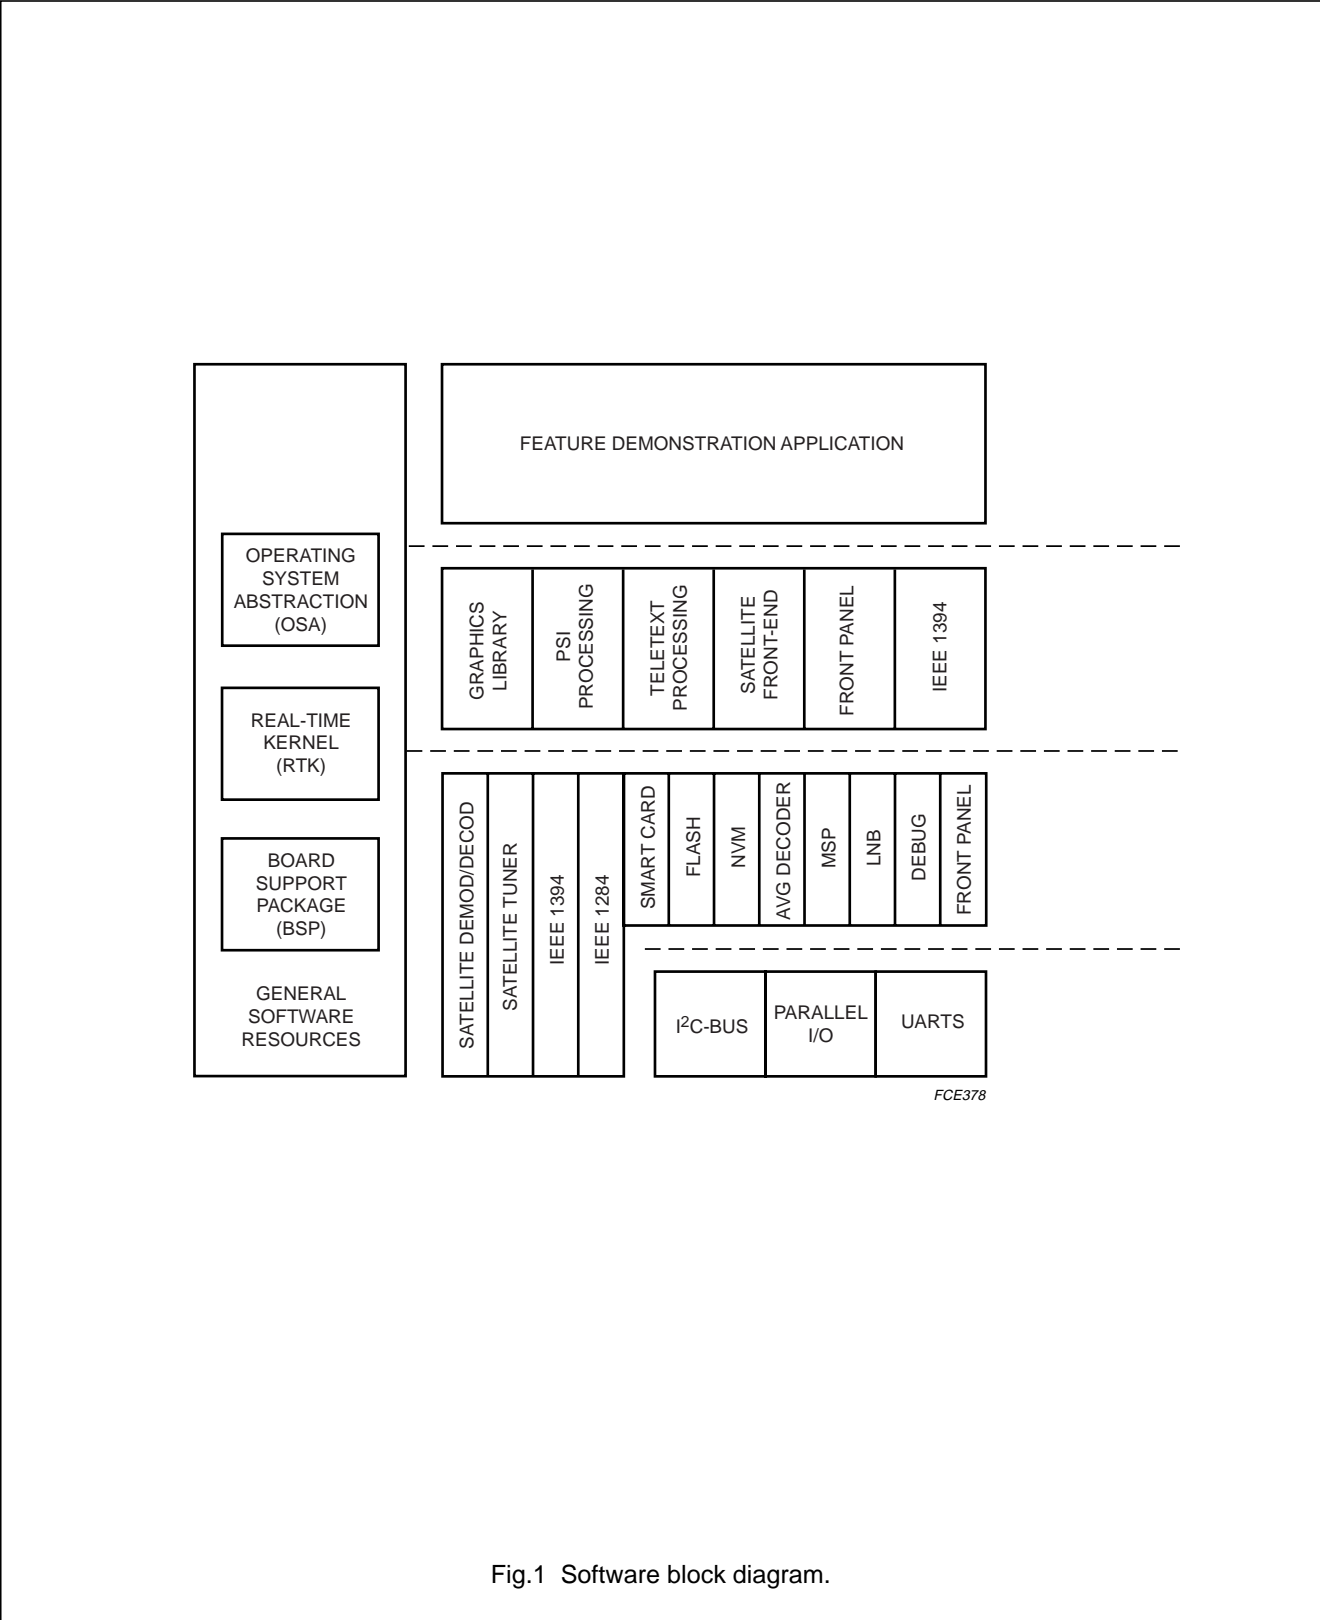 FEATURE DEMONSTRATION APPLICATION
OPERATING
SYSTEM
ABSTRACTION
(OSA)
REAL-TIME
KERNEL
(RTK)
BOARD
SUPPORT
PACKAGE
(BSP)
GENERAL
SOFTWARE
RESOURCES
GRAPHICS
LIBRARY
PSI
PROCESSING
TELETEXT
PROCESSING
SATELLITE
FRONT-END
FRONT PANEL
IEEE 1394
SATELLITE DEMOD/DECOD
SATELLITE TUNER
IEEE 1394
IEEE 1284
SMART CARD
FLASH
NVM
AVG DECODER
MSP
LNB
DEBUG
FRONT PANEL
I²C-BUS
PARALLEL
I/O
UARTS
FCE378
Fig.1 Software block diagram.